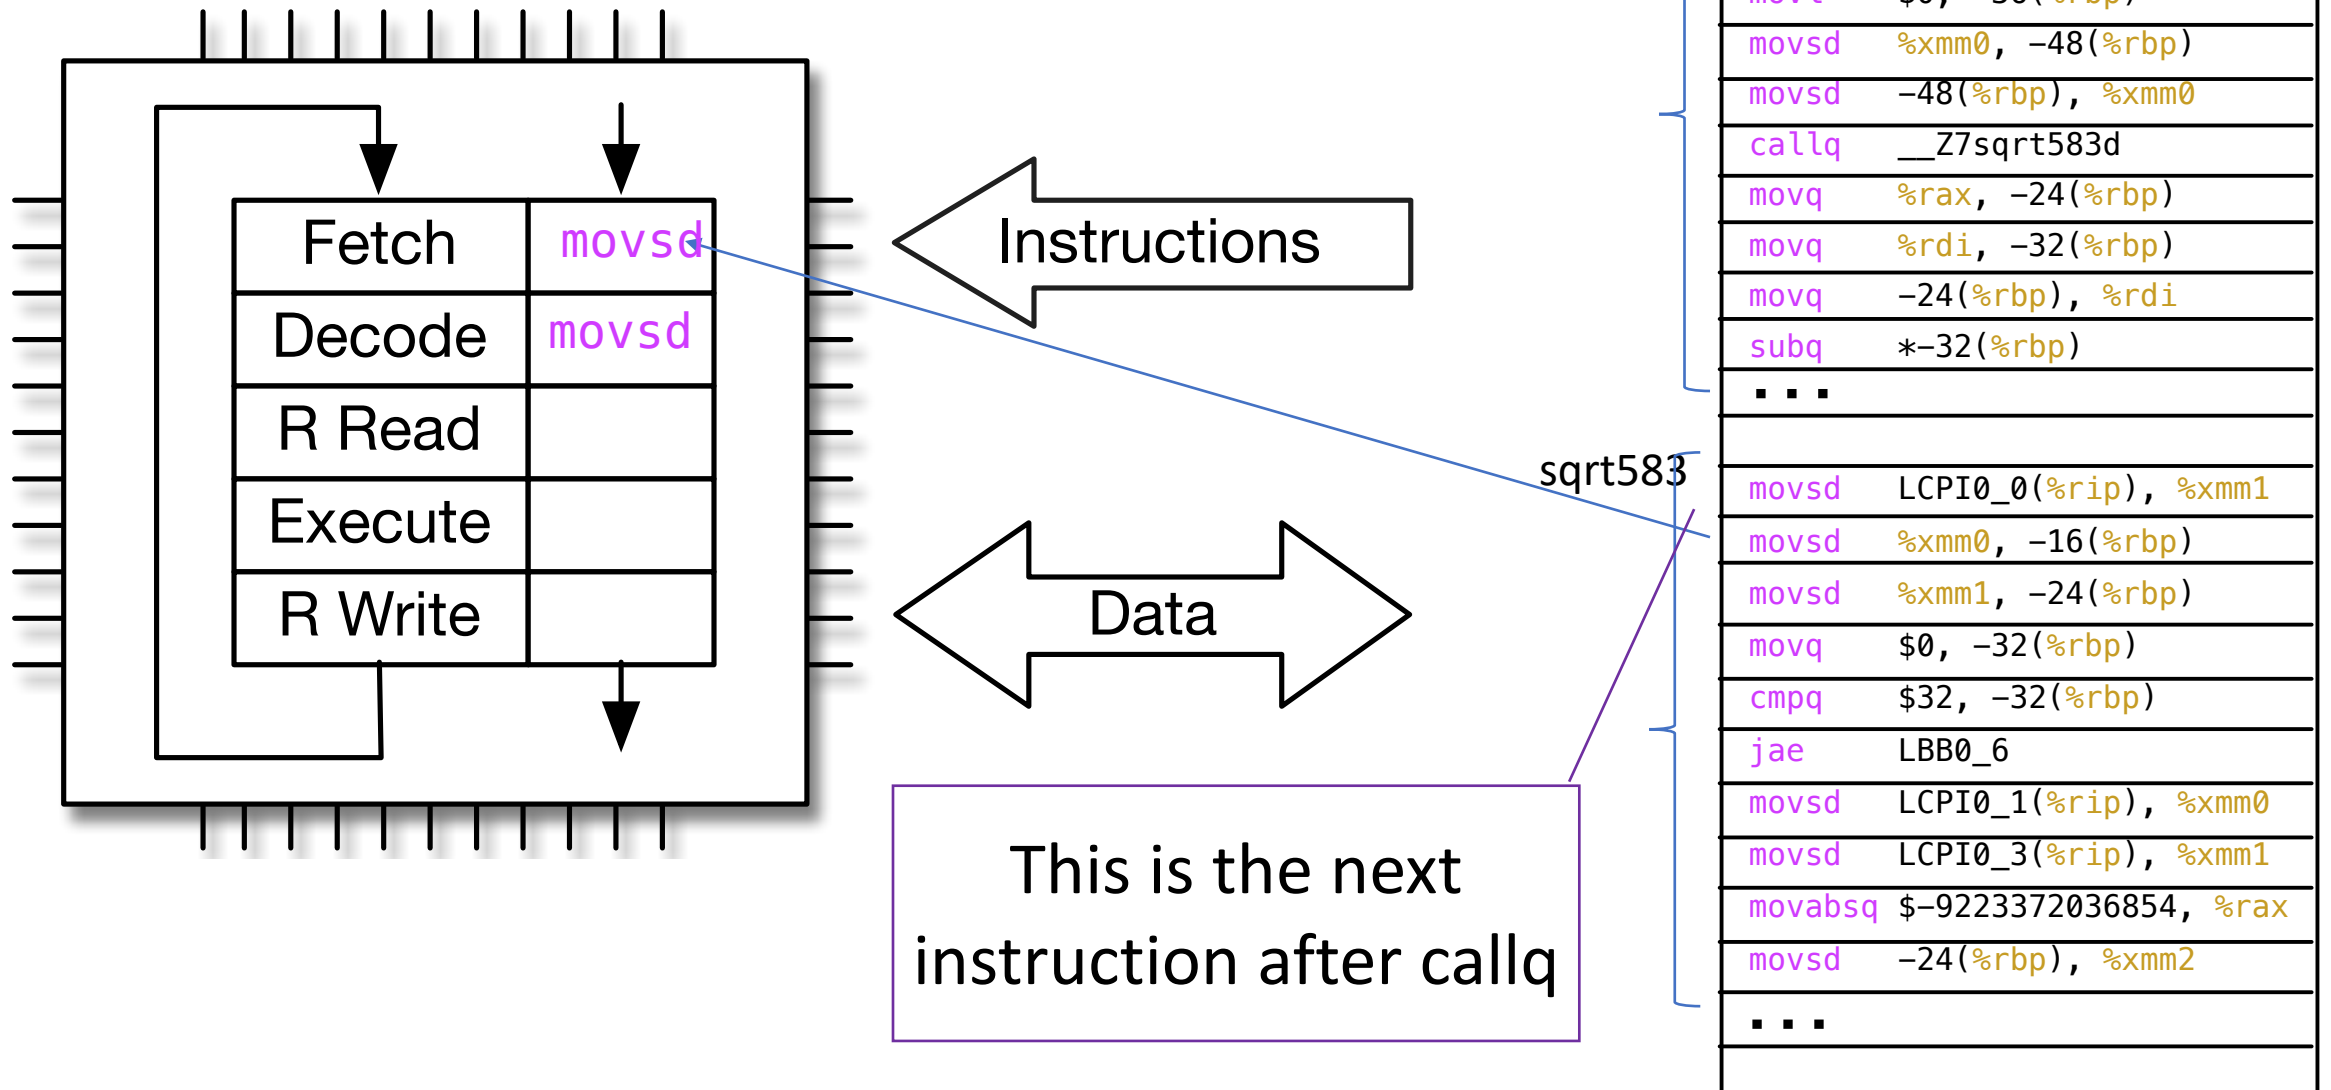 Fetch movsd
Decode movsd
R Read
Execute
R Write
Instructions
Data
This is the next
instruction after callq
sqrt583
movsd %xmm0, −48(%rbp)
movsd −48(%rbp), %xmm0
callq __Z7sqrt583d
movq %rax, −24(%rbp)
movq %rdi, −32(%rbp)
movq −24(%rbp), %rdi
subq *−32(%rbp)
...
movsd LCPI0_0(%rip), %xmm1
movsd %xmm0, −16(%rbp)
movsd %xmm1, −24(%rbp)
movq $0, −32(%rbp)
cmpq $32, −32(%rbp)
jae LBB0_6
movsd LCPI0_1(%rip), %xmm0
movsd LCPI0_3(%rip), %xmm1
movabsq $−9223372036854, %rax
movsd −24(%rbp), %xmm2
...